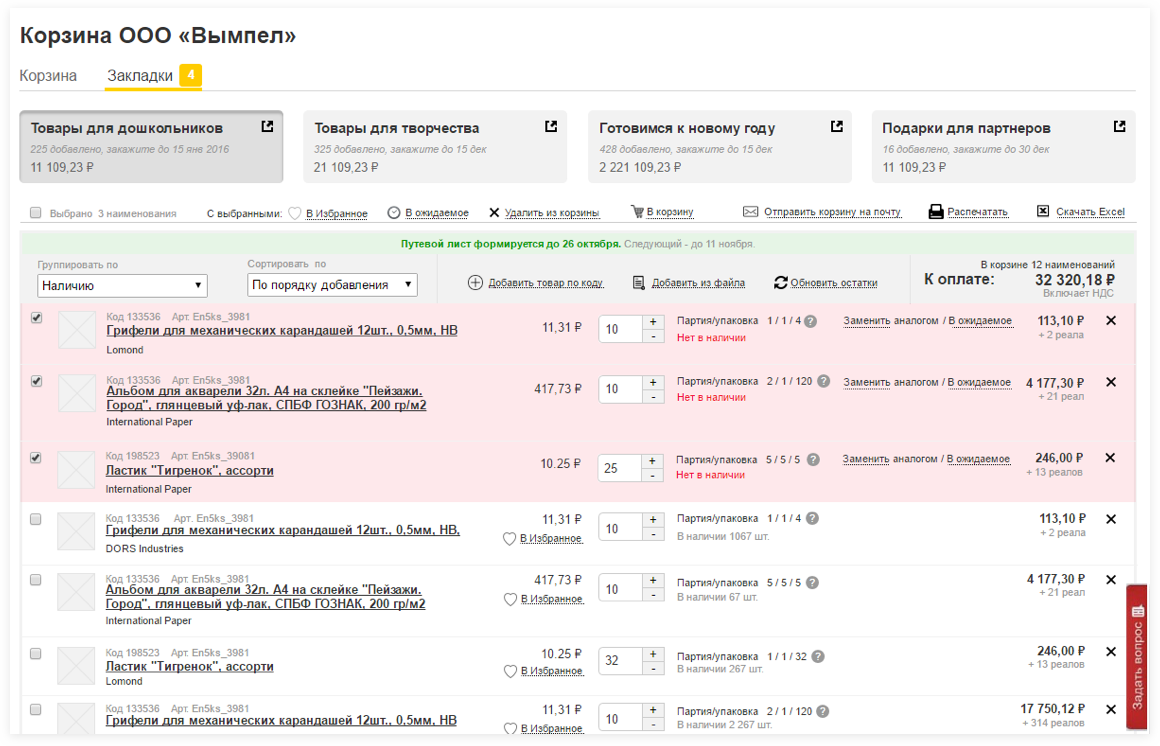 Корзина ООО «Вымпел»
Корзина Закладки 4
Товары для дошкольников
225 добавлено, закажите до 15 янв 2016
11 109,23 ₽
Товары для творчества
325 добавлено, закажите до 15 дек
21 109,23 ₽
Готовимся к новому году
428 добавлено, закажите до 15 дек
2 221 109,23 ₽
Подарки для партнеров
16 добавлено, закажите до 30 дек
11 109,23 ₽
Выбрано 3 наименования С выбранными: В Избранное В ожидаемое Удалить из корзины В корзину Отправить корзину на почту Распечатать Скачать Excel
Путевой лист формируется до 26 октября. Следующий - до 11 ноября.
Группировать по
Наличию
Сортировать по
По порядку добавления
Добавить товар по коду Добавить из файла Обновить остатки
В корзине 12 наименований
К оплате: 32 320,18 ₽
Включает НДС
Код 133536 Арт. En5ks_3981
Грифели для механических карандашей 12шт., 0,5мм, HB
Lomond
11,31 ₽ 10 + - Партия/упаковка 1 / 1 / 4 ?
Нет в наличии
Заменить аналогом / В ожидаемое 113,10 ₽
+ 2 реала
Код 133536 Арт. En5ks_3981
Альбом для акварели 32л. А4 на склейке "Пейзажи.
Город", глянцевый уф-лак, СПБФ ГОЗНАК, 200 гр/м2
International Paper
417,73 ₽ 10 + - Партия/упаковка 2 / 1 / 120 ?
Нет в наличии
Заменить аналогом / В ожидаемое 4 177,30 ₽
+ 21 реал
Код 198523 Арт. En5ks_39081
Ластик "Тигренок", ассорти
International Paper
10.25 ₽ 25 + - Партия/упаковка 5 / 5 / 5 ?
Нет в наличии
Заменить аналогом / В ожидаемое 246,00 ₽
+ 13 реалов
Код 133536 Арт. En5ks_3981
Грифели для механических карандашей 12шт., 0,5мм, HB,
DORS Industries
11,31 ₽
В Избранное
10 + - Партия/упаковка 1 / 1 / 4 ?
В наличии 1067 шт.
113,10 ₽
+ 2 реала
Код 133536 Арт. En5ks_3981
Альбом для акварели 32л. А4 на склейке "Пейзажи.
Город", глянцевый уф-лак, СПБФ ГОЗНАК, 200 гр/м2
International Paper
417,73 ₽
В Избранное
10 + - Партия/упаковка 5 / 5 / 5 ?
В наличии 67 шт.
4 177,30 ₽
+ 21 реал
Код 198523 Арт. En5ks_3981
Ластик "Тигренок", ассорти
Lomond
10.25 ₽
В Избранное
32 + - Партия/упаковка 1 / 1 / 32 ?
В наличии 267 шт.
246,00 ₽
+ 13 реалов
Код 133536 Арт. En5ks_3981
Грифели для механических карандашей 12шт., 0,5мм, HB
11,31 ₽
В Избранное
10 + - Партия/упаковка 2 / 1 / 120 ?
В наличии 2 267 шт.
17 750,12 ₽
+ 314 реалов
Задать вопрос